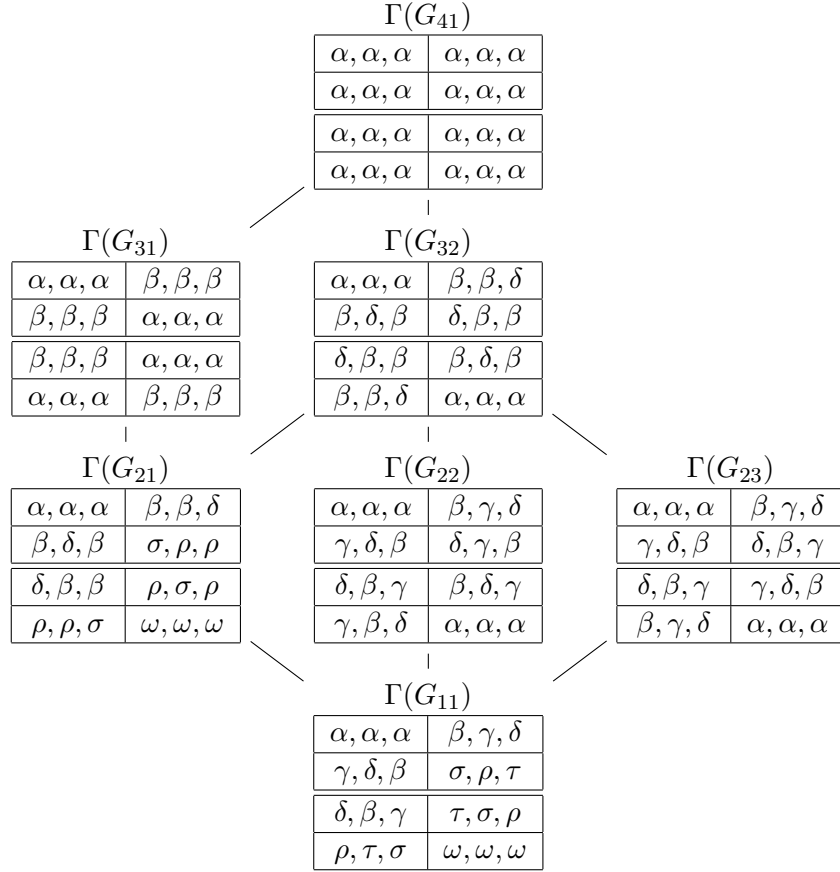 Γ(G₄₁)
α, α, α α, α, α
α, α, α α, α, α
α, α, α α, α, α
α, α, α α, α, α
Γ(G₃₁) Γ(G₃₂)
α, α, α β, β, β α, α, α β, β, δ
β, β, β α, α, α β, δ, β δ, β, β
β, β, β α, α, α δ, β, β β, δ, β
α, α, α β, β, β β, β, δ α, α, α
Γ(G₂₁) Γ(G₂₂) Γ(G₂₃)
α, α, α β, β, δ α, α, α β, γ, δ α, α, α β, γ, δ
β, δ, β σ, ρ, ρ γ, δ, β δ, γ, β γ, δ, β δ, β, γ
δ, β, β ρ, σ, ρ δ, β, γ β, δ, γ δ, β, γ γ, δ, β
ρ, ρ, σ ω, ω, ω γ, β, δ α, α, α β, γ, δ α, α, α
Γ(G₁₁)
α, α, α β, γ, δ
γ, δ, β σ, ρ, τ
δ, β, γ τ, σ, ρ
ρ, τ, σ ω, ω, ω